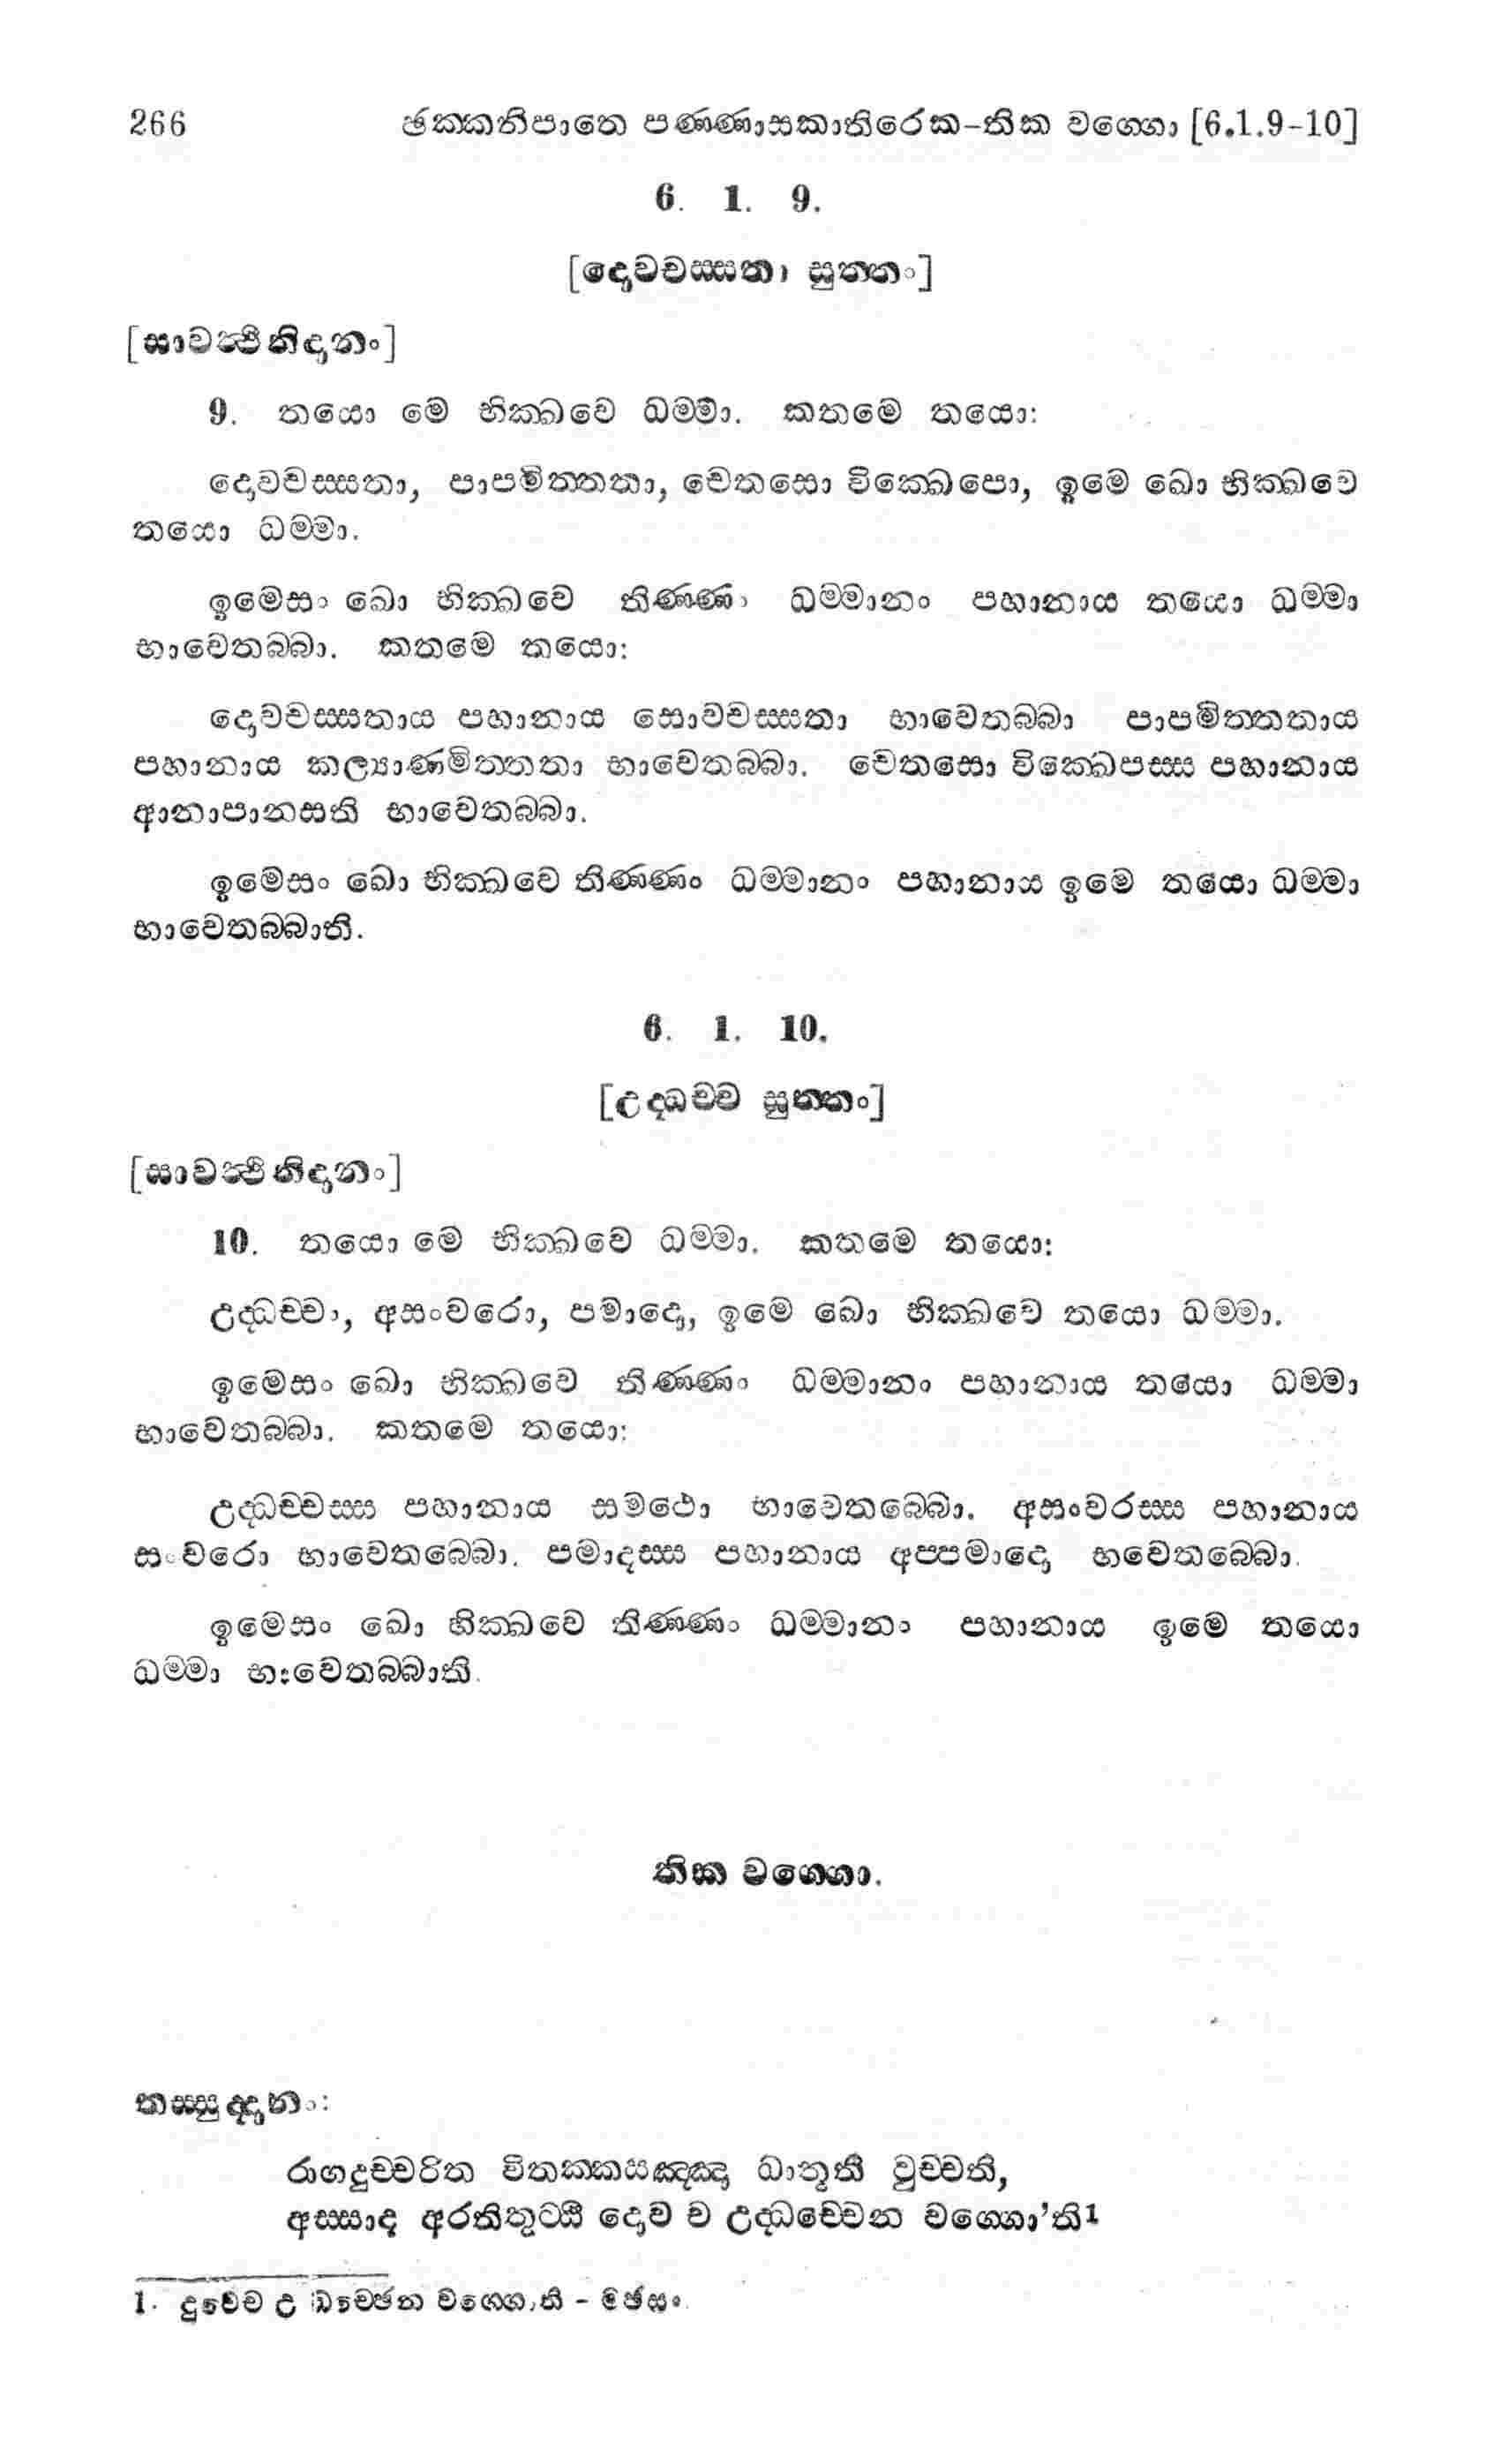 266 ඡක්කනිපාතෙ පණ්ණාසකාතිරෙක-තික වග්ගො [6.1.9-10]
6. 1. 9.
[දොවචස්සතා සුත්තං]
[සාවත්ථිනිදානං]
9. තයො මෙ භික්ඛවෙ ධම්මා. කතමෙ තයො:
දොවචස්සතා, පාපමිත්තතා, චෙතසො වික්ඛෙපො, ඉමෙ ඛො භික්ඛවෙ
තයො ධම්මා.
ඉමෙසං ඛො භික්ඛවෙ තිණ්ණං ධම්මානං පහානාය තයො ධම්මා
භාවෙතබ්බා. කතමෙ තයො:
දොවචස්සතාය පහානාය සොවචස්සතා භාවෙතබ්බා පාපමිත්තතාය
පහානාය කල්‍යාණමිත්තතා භාවෙතබ්බා. චෙතසො වික්ඛෙපස්ස පහානාය
ආනාපානසති භාවෙතබ්බා.
ඉමෙසං ඛො භික්ඛවෙ තිණ්ණං ධම්මානං පහානාය ඉමෙ තයො ධම්මා
භාවෙතබ්බාති.
6. 1. 10.
[උද්ධච්ච සුත්තං]
[සාවත්ථිනිදානං]
10. තයො මෙ භික්ඛවෙ ධම්මා. කතමෙ තයො:
උද්ධච්චං, අසංවරො, පමාදො, ඉමෙ ඛො භික්ඛවෙ තයො ධම්මා.
ඉමෙසං ඛො භික්ඛවෙ තිණ්ණං ධම්මානං පහානාය තයො ධම්මා
භාවෙතබ්බා. කතමෙ තයො:
උද්ධච්චස්ස පහානාය සමථො භාවෙතබ්බො. අසංවරස්ස පහානාය
සංවරො භාවෙතබ්බො. පමාදස්ස පහානාය අප්පමාදො භවෙතබ්බො.
ඉමෙසං ඛො භික්ඛවෙ තිණ්ණං ධම්මානං පහානාය ඉමෙ තයො
ධම්මා භාවෙතබ්බාති.
තික වග්ගො.
තස්සුද්දානං:
රාගදුච්චරිත විතක්කසඤ්ඤා ධාතූති වුච්චති,
අස්සාද අරතිතුට්ඨි දොව ච උද්ධච්චෙන වග්ගො'ති1
1. දුවෙච උ වග්ගොති - මඡසං.